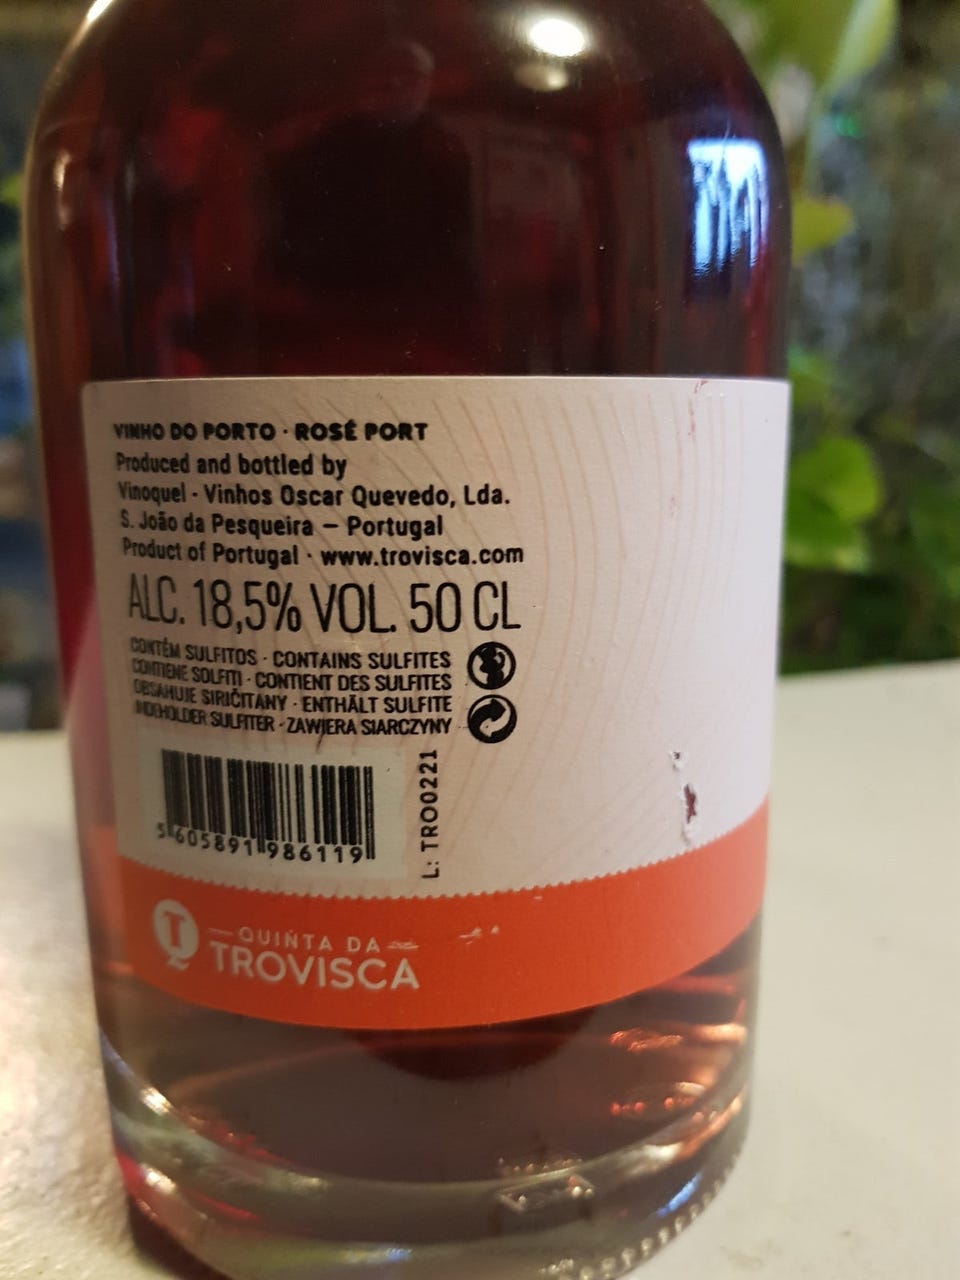 VINHO DO PORTO · ROSÉ PORT
Produced and bottled by
Vinoquel - Vinhos Oscar Quevedo, Lda.
S. João da Pesqueira – Portugal
Product of Portugal · www.trovisca.com
ALC. 18,5% VOL. 50 CL
CONTÉM SULFITOS · CONTAINS SULFITES
CONTIENE SOLFITI · CONTIENT DES SULFITES
OBSAHUJE SIRIČITANY · ENTHÄLT SULFITE
INDEHOLDER SULFITER · ZAWIERA SIARCZYNY
L: TRO0221
5 605891 986119
T
QUINTA DA
TROVISCA